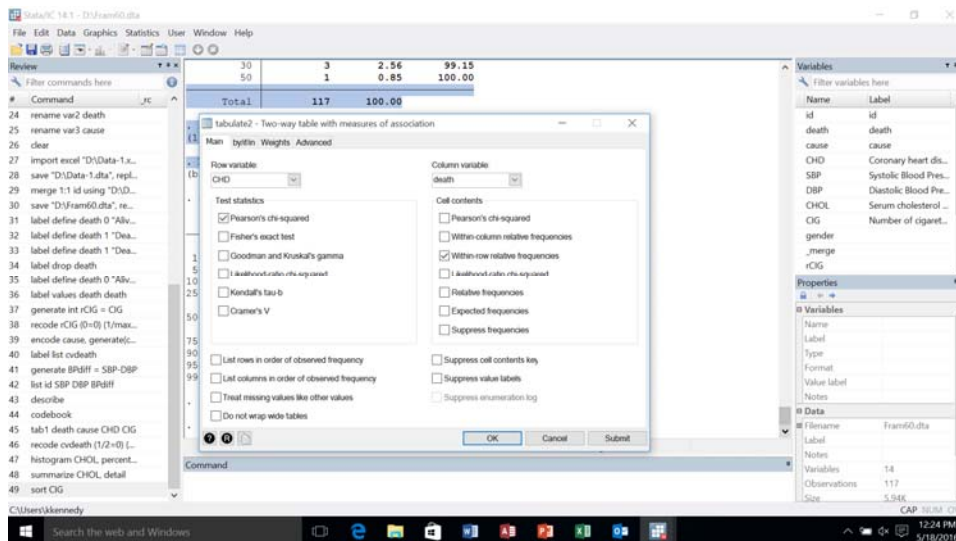 Stata/IC 14.1 - D:\Fram60.dta
File Edit Data Graphics Statistics User Window Help
Review
Filter commands here
# Command _rc
24 rename var2 death
25 rename var3 cause
26 clear
27 import excel "D:\Data-1.x...
28 save "D:\Data-1.dta", repl...
29 merge 1:1 id using "D:\D...
30 save "D:\Fram60.dta", re...
31 label define death 0 "Aliv...
32 label define death 1 "Dea...
33 label define death 1 "Dea...
34 label drop death
35 label define death 0 "Aliv...
36 label values death death
37 generate int rCIG = CIG
38 recode rCIG (0=0) (1/max...
39 encode cause, generate(c...
40 label list cvdeath
41 generate BPdiff = SBP-DBP
42 list id SBP DBP BPdiff
43 describe
44 codebook
45 tab1 death cause CHD CIG
46 recode cvdeath (1/2=0) (...
47 histogram CHOL, percent...
48 summarize CHOL, detail
49 sort CIG
30 3 2.56 99.15
50 1 0.85 100.00
Total 117 100.00
tabulate2 - Two-way table with measures of association
Main by/if/in Weights Advanced
Row variable:
CHD
Column variable:
death
Test statistics
Pearson's chi-squared
Fisher's exact test
Goodman and Kruskal's gamma
Likelihood-ratio chi-squared
Kendall's tau-b
Cramer's V
Cell contents
Pearson's chi-squared
Within-column relative frequencies
Within-row relative frequencies
Likelihood-ratio chi-squared
Relative frequencies
Expected frequencies
Suppress frequencies
List rows in order of observed frequency
List columns in order of observed frequency
Treat missing values like other values
Do not wrap wide tables
Suppress cell contents key
Suppress value labels
Suppress enumeration log
OK Cancel Submit
Command
Variables
Filter variables here
Name Label
id id
death death
cause cause
CHD Coronary heart dis...
SBP Systolic Blood Pres...
DBP Diastolic Blood Pre...
CHOL Serum cholesterol ...
CIG Number of cigaret...
gender
_merge
rCIG
Properties
Variables
Name
Label
Type
Format
Value label
Notes
Data
Filename Fram60.dta
Label
Notes
Variables 14
Observations 117
Size 5.94K
C:\Users\kkennedy
CAP NUM
Search the web and Windows
12:24 PM
5/18/2016